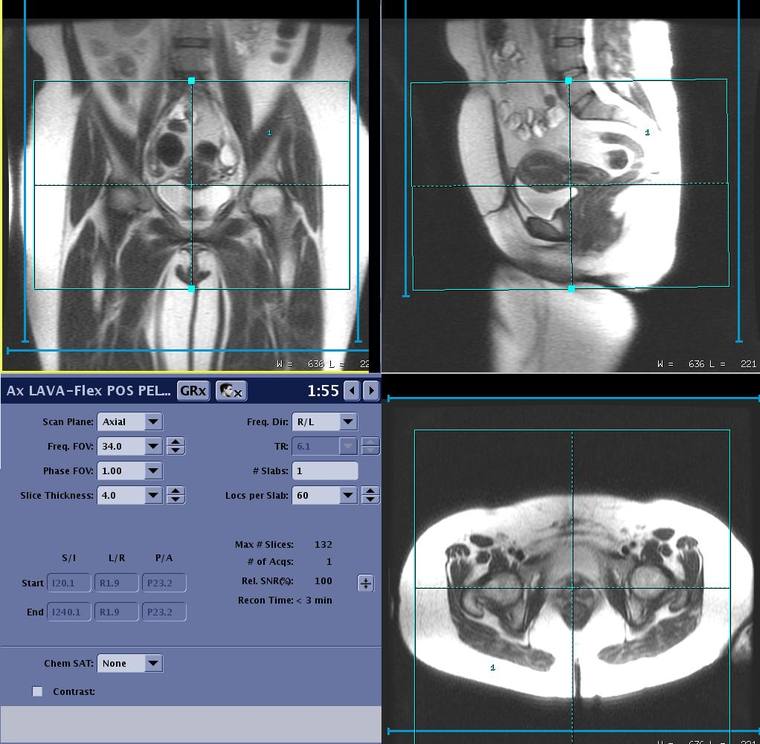 1
1
W = 636 L = 22
W = 636 L = 221
Ax LAVA-Flex POS PEL... GRx 1:55
Scan Plane: Axial Freq. Dir: R/L
Freq. FOV: 34.0 TR: 6.1
Phase FOV: 1.00 # Slabs: 1
Slice Thickness: 4.0 Locs per Slab: 60
Max # Slices: 132
S/I L/R P/A # of Acqs: 1
Start I20.1 R1.9 P23.2 Rel. SNR(%): 100
End I240.1 R1.9 P23.2 Recon Time: < 3 min
Chem SAT: None
Contrast:
1
W = 636 L = 221